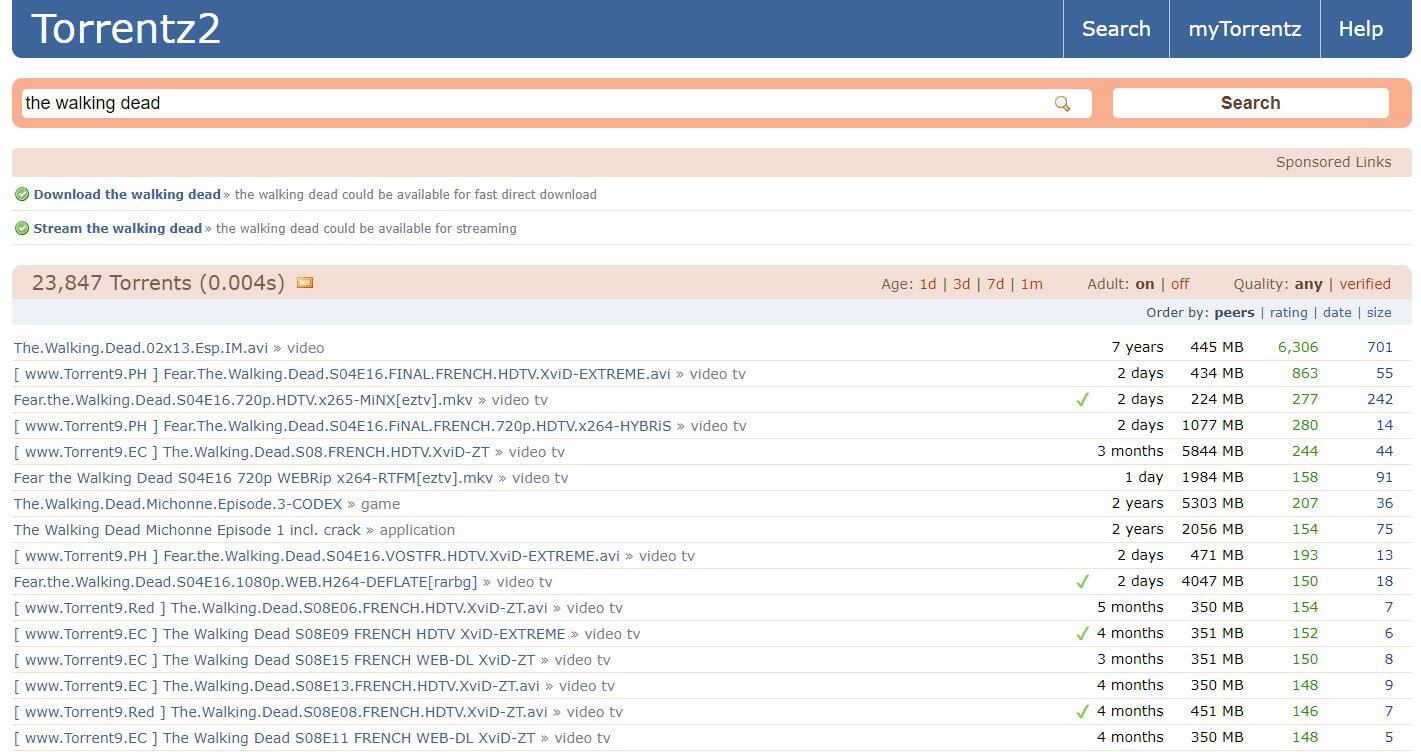 Torrentz2 Search myTorrentz Help
the walking dead Search
Sponsored Links
Download the walking dead » the walking dead could be available for fast direct download
Stream the walking dead » the walking dead could be available for streaming
23,847 Torrents (0.004s) Age: 1d | 3d | 7d | 1m Adult: on | off Quality: any | verified
Order by: peers | rating | date | size
The.Walking.Dead.02x13.Esp.IM.avi » video 7 years 445 MB 6,306 701
[ www.Torrent9.PH ] Fear.The.Walking.Dead.S04E16.FINAL.FRENCH.HDTV.XviD-EXTREME.avi » video tv 2 days 434 MB 863 55
Fear.the.Walking.Dead.S04E16.720p.HDTV.x265-MiNX[eztv].mkv » video tv 2 days 224 MB 277 242
[ www.Torrent9.PH ] Fear.The.Walking.Dead.S04E16.FiNAL.FRENCH.720p.HDTV.x264-HYBRiS » video tv 2 days 1077 MB 280 14
[ www.Torrent9.EC ] The.Walking.Dead.S08.FRENCH.HDTV.XviD-ZT » video tv 3 months 5844 MB 244 44
Fear the Walking Dead S04E16 720p WEBRip x264-RTFM[eztv].mkv » video tv 1 day 1984 MB 158 91
The.Walking.Dead.Michonne.Episode.3-CODEX » game 2 years 5303 MB 207 36
The Walking Dead Michonne Episode 1 incl. crack » application 2 years 2056 MB 154 75
[ www.Torrent9.PH ] Fear.the.Walking.Dead.S04E16.VOSTFR.HDTV.XviD-EXTREME.avi » video tv 2 days 471 MB 193 13
Fear.the.Walking.Dead.S04E16.1080p.WEB.H264-DEFLATE[rarbg] » video tv 2 days 4047 MB 150 18
[ www.Torrent9.Red ] The.Walking.Dead.S08E06.FRENCH.HDTV.XviD-ZT.avi » video tv 5 months 350 MB 154 7
[ www.Torrent9.EC ] The Walking Dead S08E09 FRENCH HDTV XviD-EXTREME » video tv 4 months 351 MB 152 6
[ www.Torrent9.EC ] The Walking Dead S08E15 FRENCH WEB-DL XviD-ZT » video tv 3 months 351 MB 150 8
[ www.Torrent9.EC ] The.Walking.Dead.S08E13.FRENCH.HDTV.XviD-ZT.avi » video tv 4 months 350 MB 148 9
[ www.Torrent9.Red ] The.Walking.Dead.S08E08.FRENCH.HDTV.XviD-ZT.avi » video tv 4 months 451 MB 146 7
[ www.Torrent9.EC ] The Walking Dead S08E11 FRENCH WEB-DL XviD-ZT » video tv 4 months 350 MB 148 5